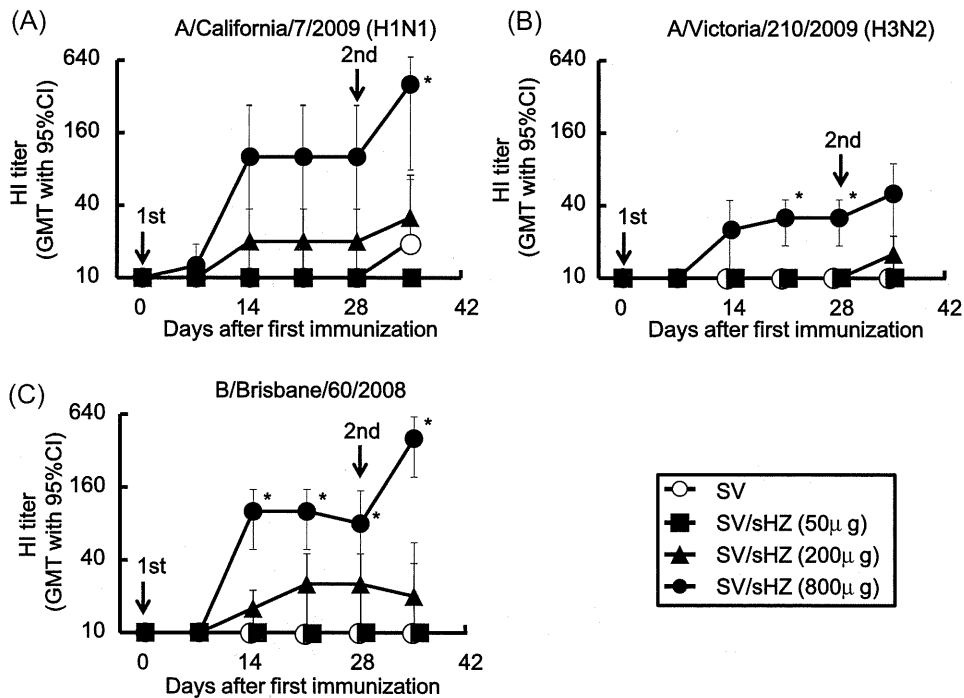 (A)
A/California/7/2009 (H1N1)
HI titer
(GMT with 95%CI)
640
160
40
10
1st
2nd
*
0
14
28
42
Days after first immunization
(B)
A/Victoria/210/2009 (H3N2)
HI titer
(GMT with 95%CI)
640
160
40
10
1st
2nd
*
*
0
14
28
42
Days after first immunization
(C)
B/Brisbane/60/2008
HI titer
(GMT with 95%CI)
640
160
40
10
1st
2nd
*
*
*
*
0
14
28
42
Days after first immunization
SV
SV/sHZ (50μ g)
SV/sHZ (200μ g)
SV/sHZ (800μ g)